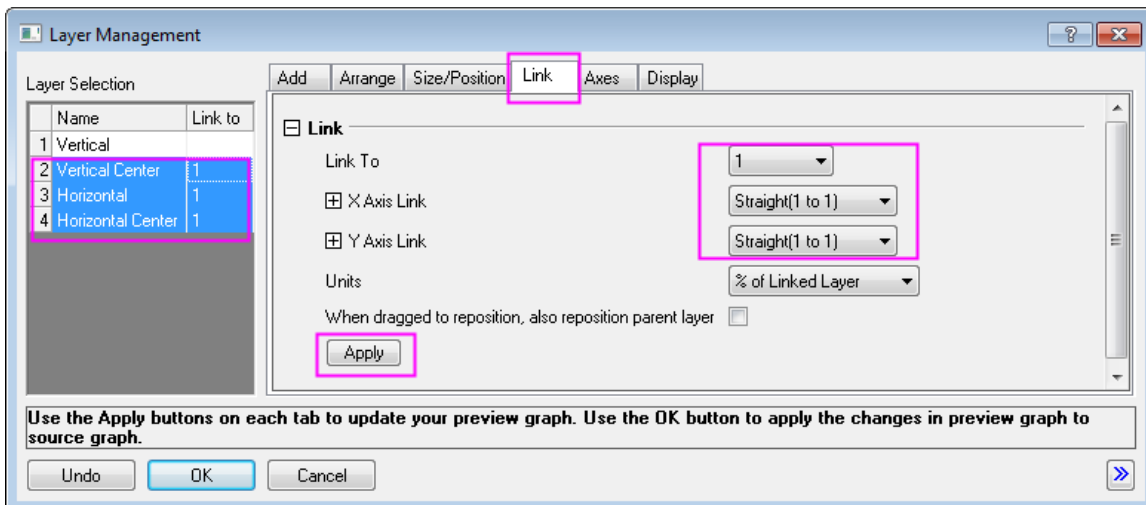 Layer Management
Layer Selection
Name Link to
1 Vertical
2 Vertical Center 1
3 Horizontal 1
4 Horizontal Center 1
Add Arrange Size/Position Link Axes Display
Link
Link To 1
X Axis Link Straight(1 to 1)
Y Axis Link Straight(1 to 1)
Units % of Linked Layer
When dragged to reposition, also reposition parent layer
Apply
Use the Apply buttons on each tab to update your preview graph. Use the OK button to apply the changes in preview graph to
source graph.
Undo OK Cancel